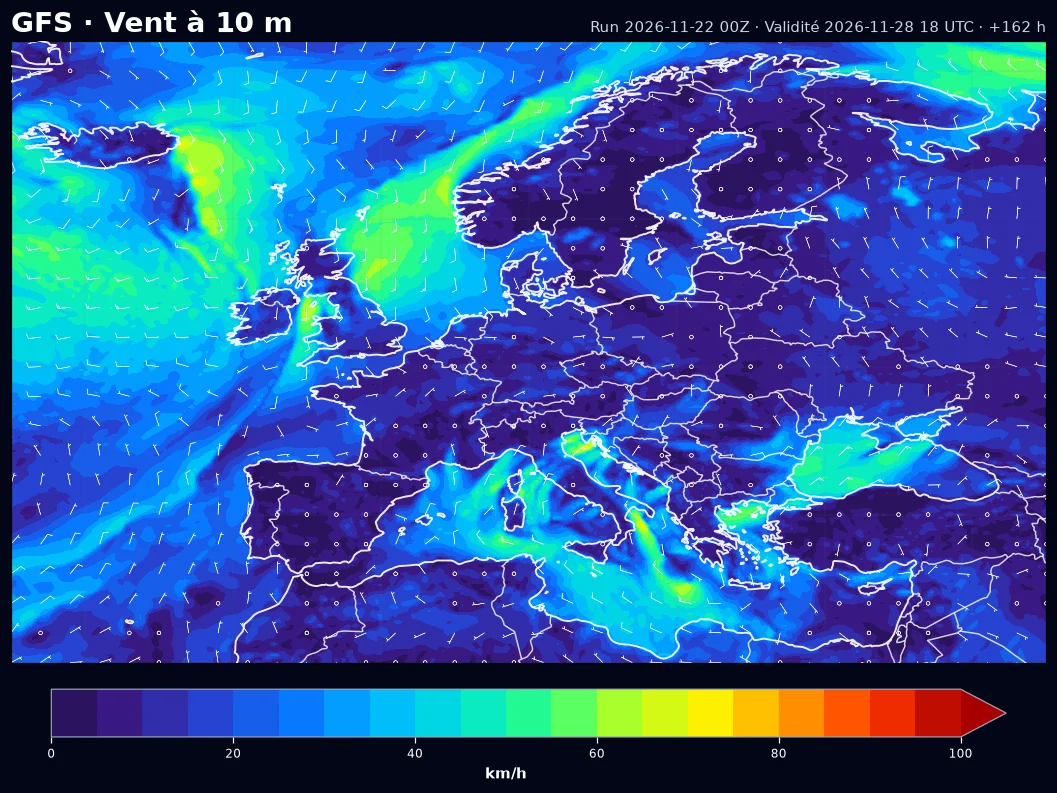 GFS · Vent à 10 m
Run 2026-11-22 00Z · Validité 2026-11-28 18 UTC · +162 h
0 20 40 60 80 100
km/h